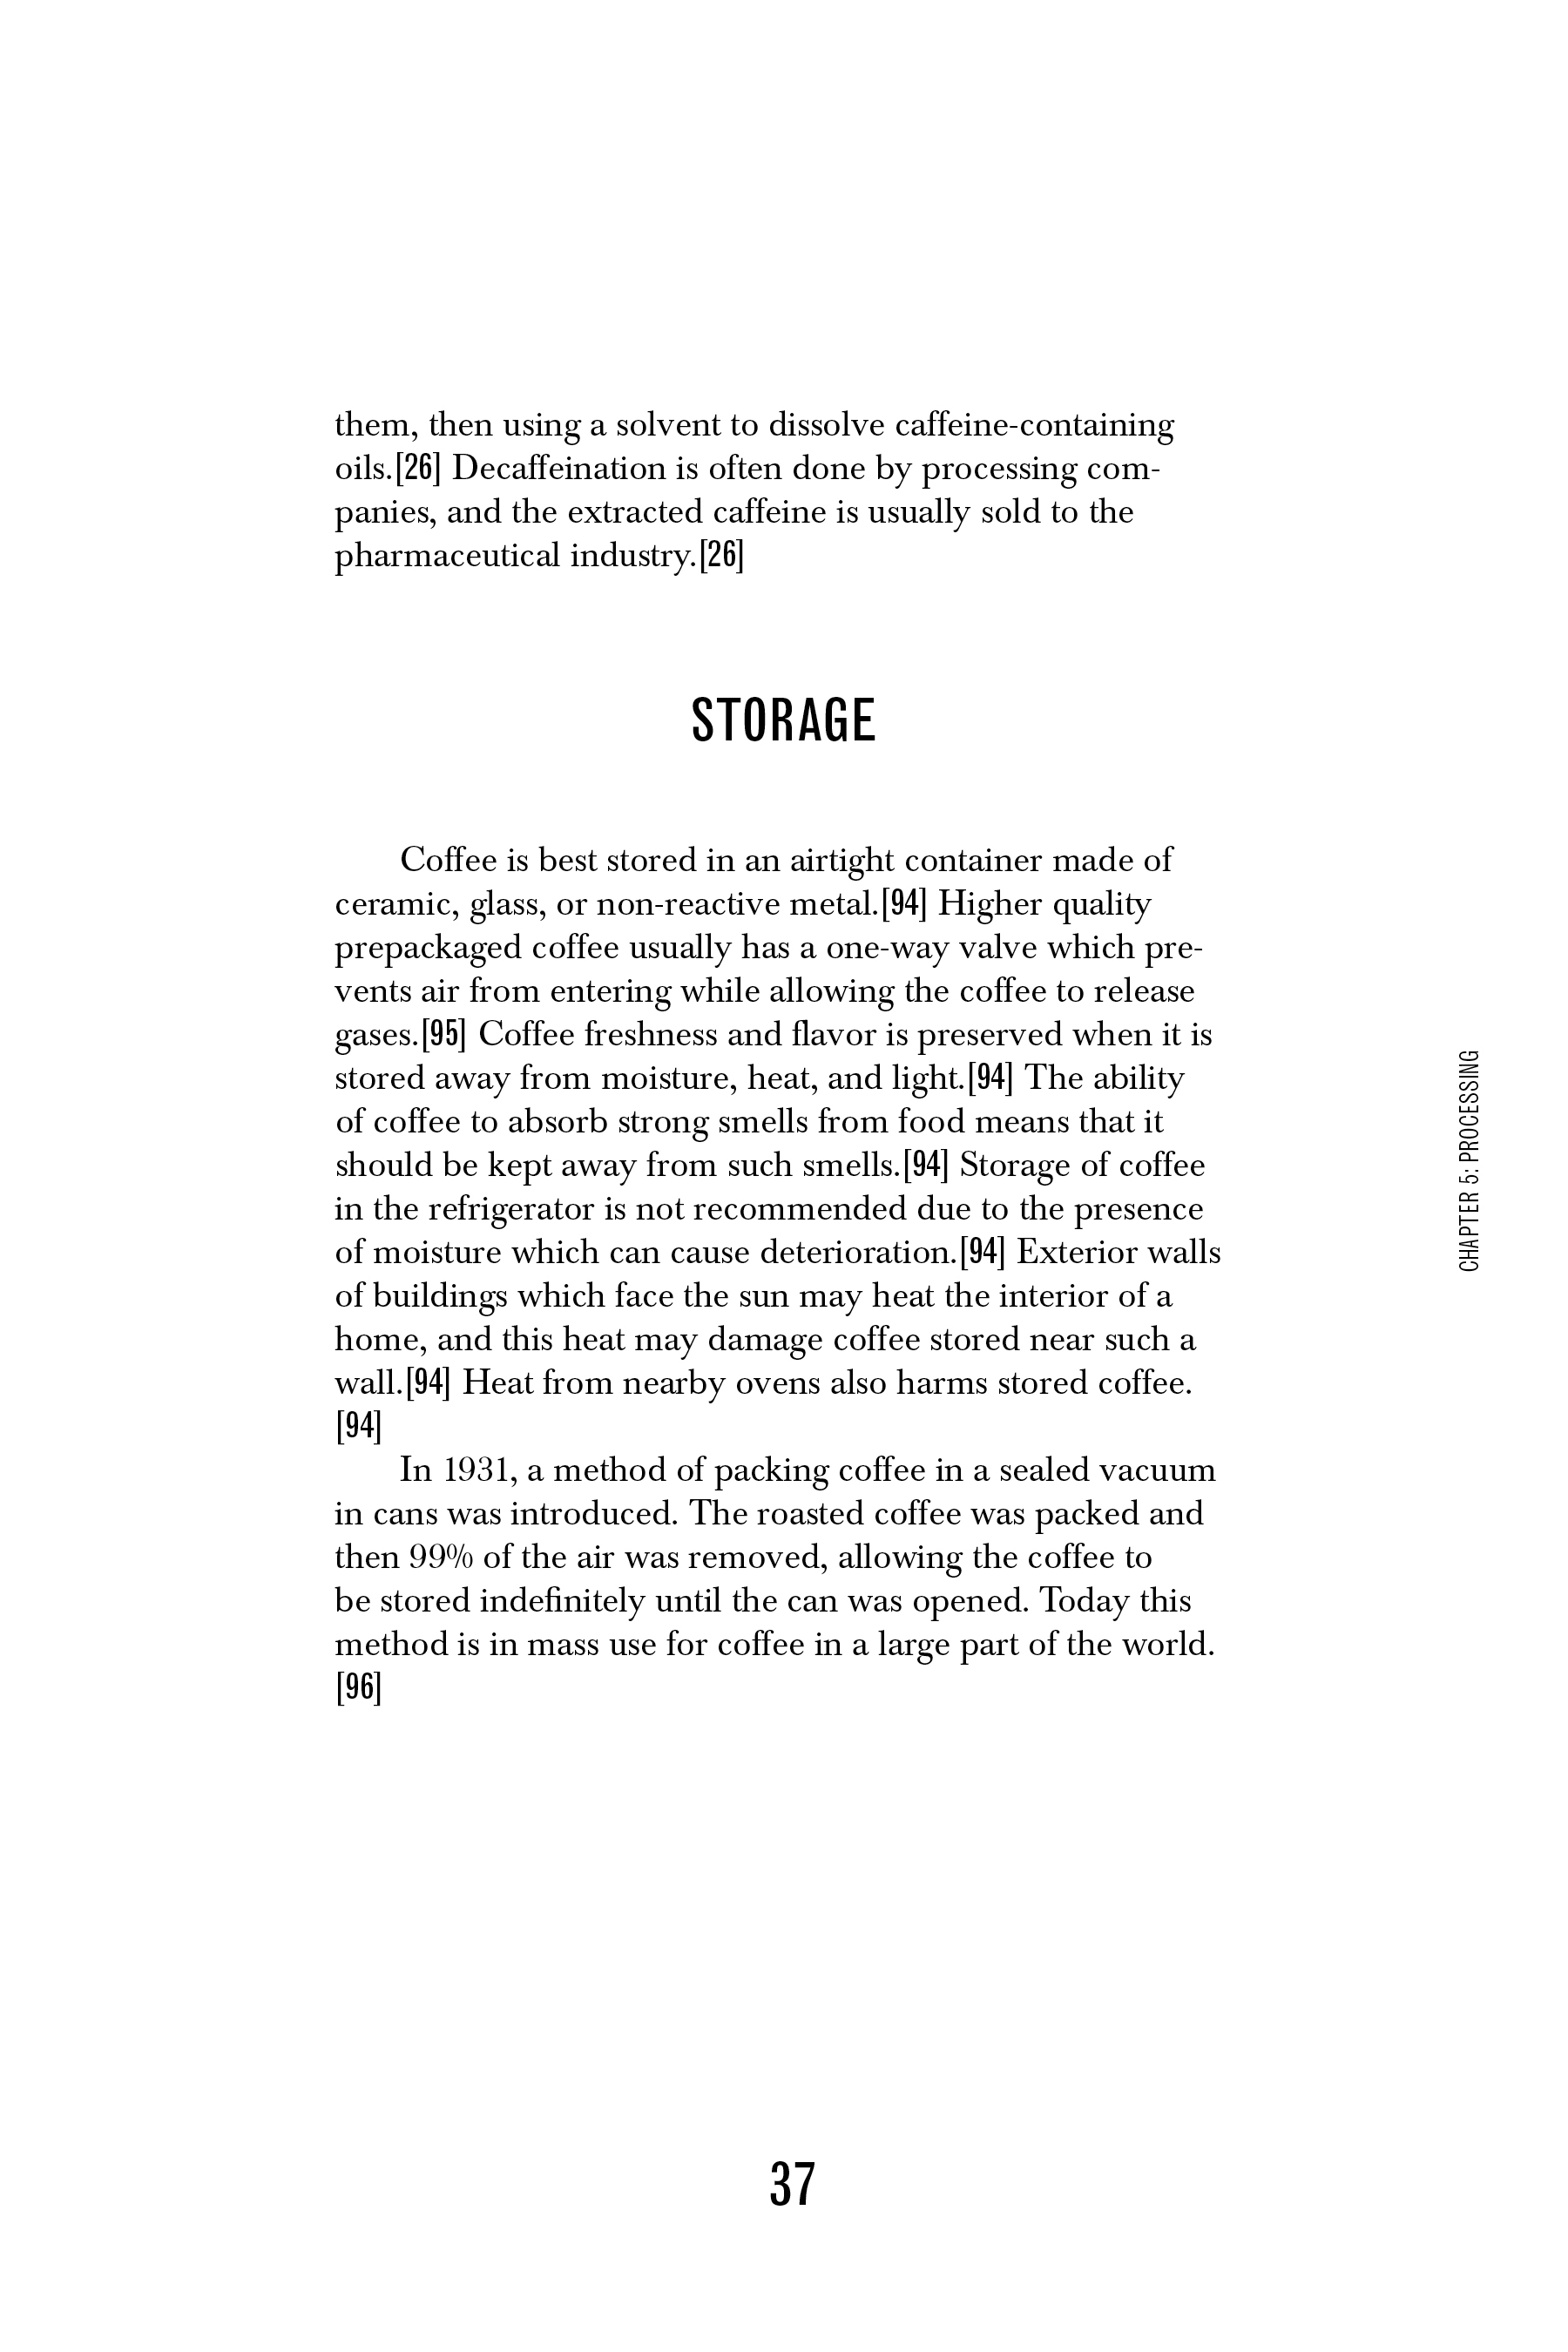 them, then using a solvent to dissolve caffeine-containing
oils.[26] Decaffeination is often done by processing com-
panies, and the extracted caffeine is usually sold to the
pharmaceutical industry.[26]
STORAGE
Coffee is best stored in an airtight container made of
ceramic, glass, or non-reactive metal.[94] Higher quality
prepackaged coffee usually has a one-way valve which pre-
vents air from entering while allowing the coffee to release
gases.[95] Coffee freshness and flavor is preserved when it is
stored away from moisture, heat, and light.[94] The ability
of coffee to absorb strong smells from food means that it
should be kept away from such smells.[94] Storage of coffee
in the refrigerator is not recommended due to the presence
of moisture which can cause deterioration.[94] Exterior walls
of buildings which face the sun may heat the interior of a
home, and this heat may damage coffee stored near such a
wall.[94] Heat from nearby ovens also harms stored coffee.
[94]
In 1931, a method of packing coffee in a sealed vacuum
in cans was introduced. The roasted coffee was packed and
then 99% of the air was removed, allowing the coffee to
be stored indefinitely until the can was opened. Today this
method is in mass use for coffee in a large part of the world.
[96]
CHAPTER 5: PROCESSING
37